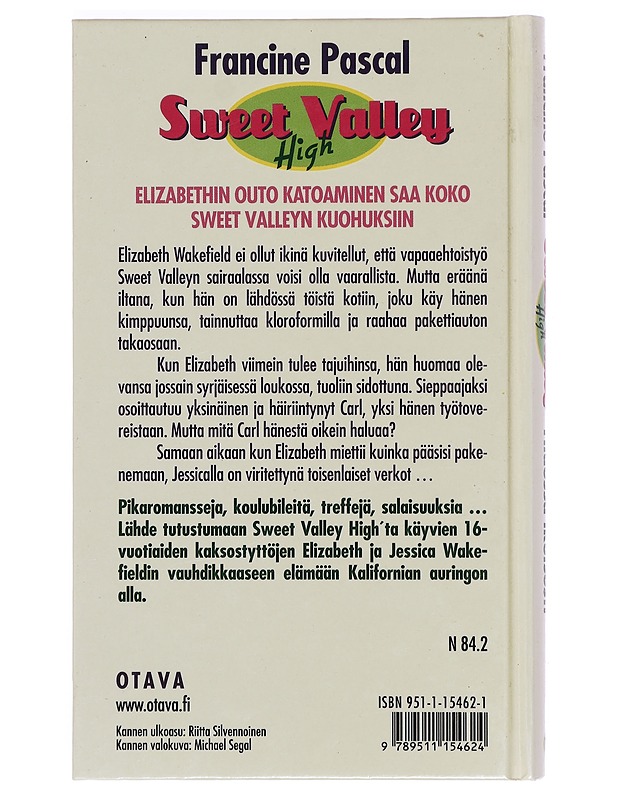 Francine Pascal
Sweet Valley
High
ELIZABETHIN OUTO KATOAMINEN SAA KOKO
SWEET VALLEYN KUOHUKSIIN
Elizabeth Wakefield ei ollut ikinä kuvitellut, että vapaaehtoistyö
Sweet Valleyn sairaalassa voisi olla vaarallista. Mutta eräänä
iltana, kun hän on lähdössä töistä kotiin, joku käy hänen
kimppuunsa, tainnuttaa kloroformilla ja raahaa pakettiauton
takaosaan.
Kun Elizabeth viimein tulee tajuihinsa, hän huomaa ole-
vansa jossain syrjäisessä loukossa, tuoliin sidottuna. Sieppaajaksi
osoittautuu yksinäinen ja häiriintynyt Carl, yksi hänen työtove-
reistaan. Mutta mitä Carl hänestä oikein haluaa?
Samaan aikaan kun Elizabeth miettii kuinka pääsisi pake-
nemaan, Jessicalla on viritettynä toisenlaiset verkot ...
Pikaromansseja, koulubileitä, treffejä, salaisuuksia ...
Lähde tutustumaan Sweet Valley High´ta käyvien 16-
vuotiaiden kaksostyttöjen Elizabeth ja Jessica Wake-
fieldin vauhdikkaaseen elämään Kalifornian auringon
alla.
N 84.2
OTAVA
www.otava.fi
ISBN 951-1-15462-1
Kannen ulkoasu: Riitta Silvennoinen
Kannen valokuva: Michael Segal
9 789511 154624
High